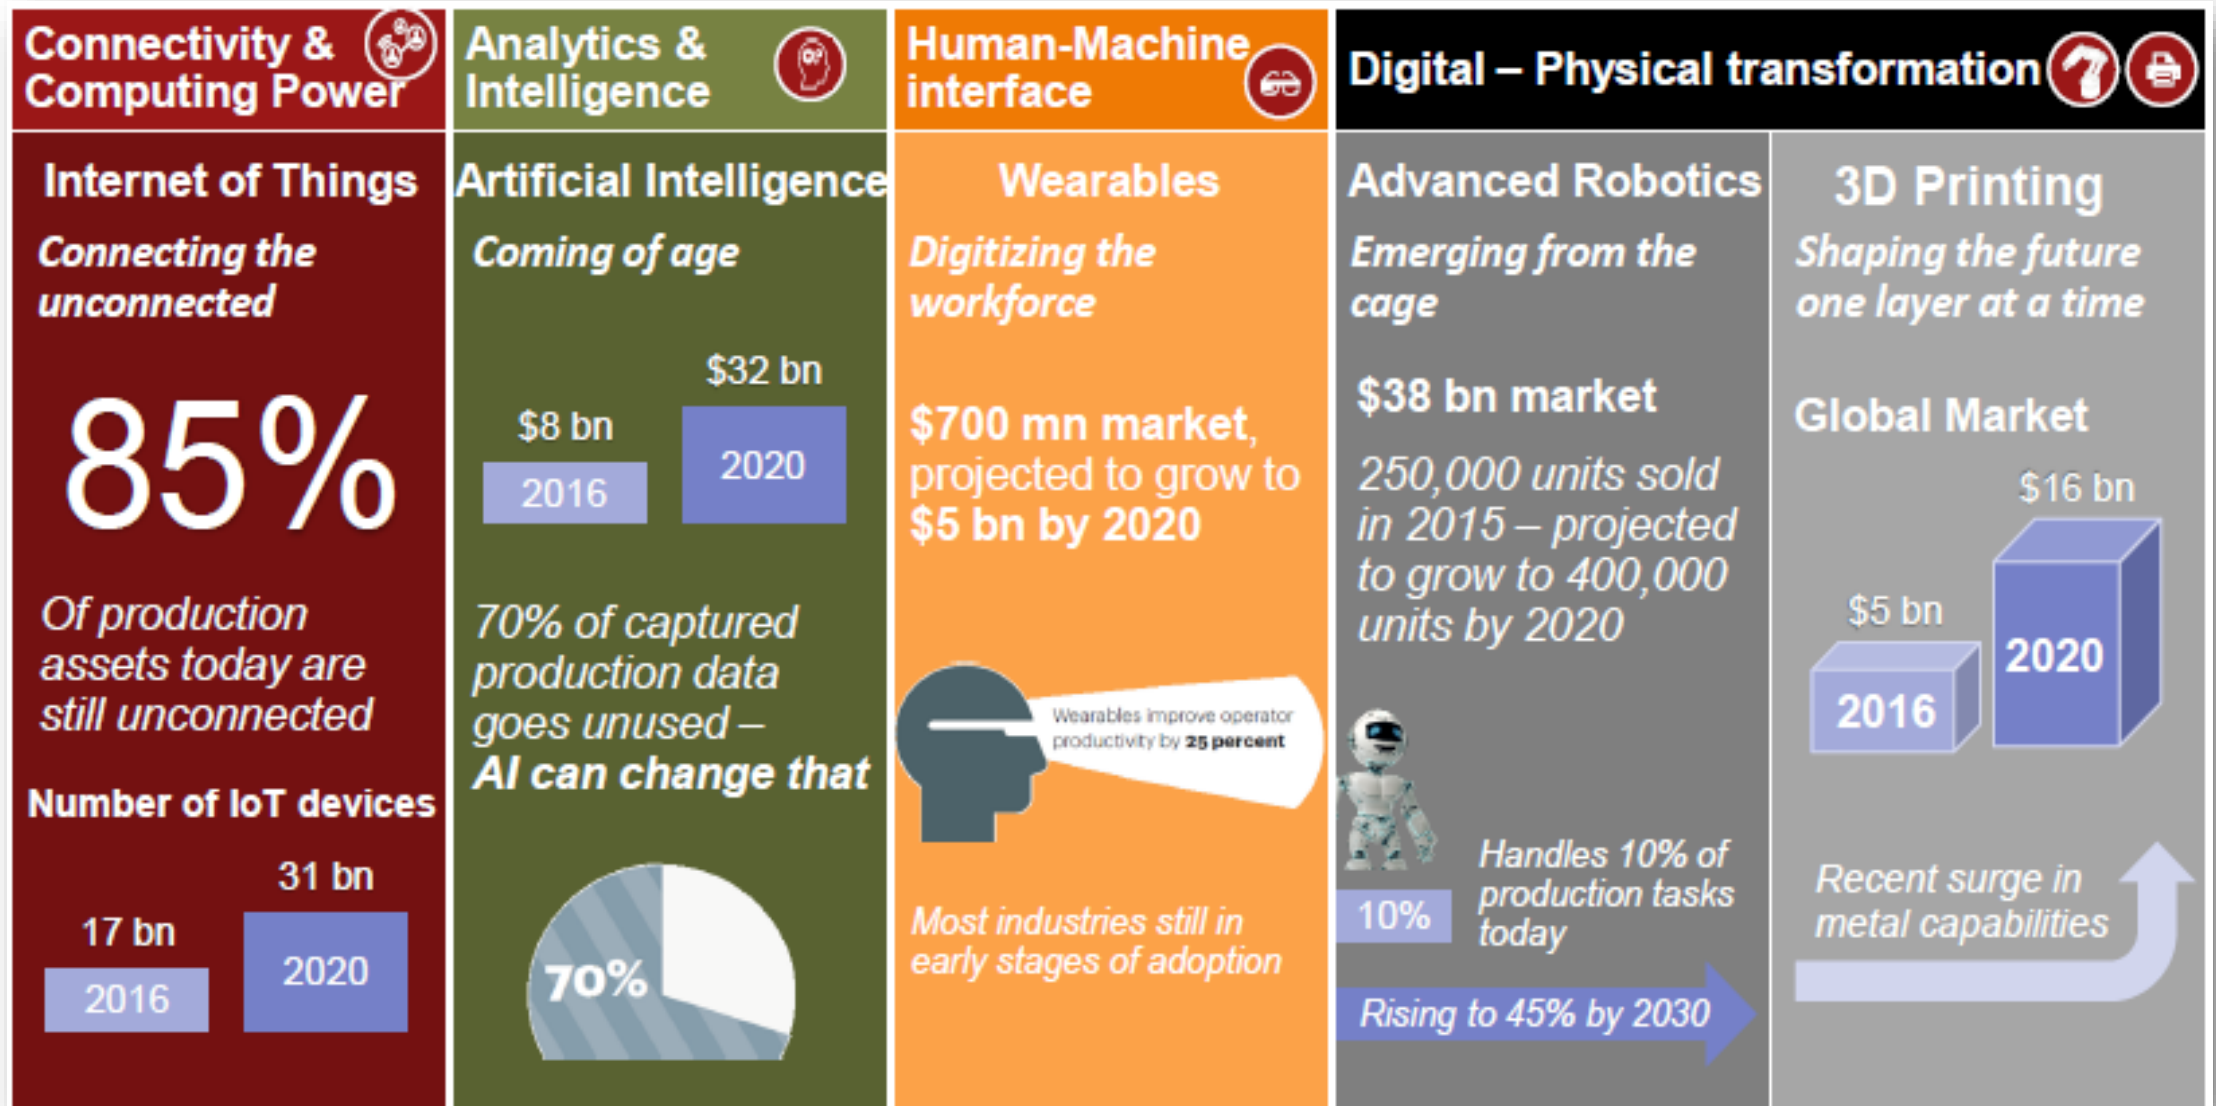 Connectivity &
Computing Power
Internet of Things
Connecting the
unconnected
85%
Of production
assets today are
still unconnected
Number of IoT devices
31 bn
17 bn
2020
2016
Analytics &
Intelligence
Artificial Intelligence
Coming of age
$32 bn
$8 bn
2020
2016
70% of captured
production data
goes unused –
AI can change that
70%
Human-Machine
interface
Wearables
Digitizing the
workforce
$700 mn market,
projected to grow to
$5 bn by 2020
Wearables improve operator
productivity by 25 percent
Most industries still in
early stages of adoption
Digital – Physical transformation
Advanced Robotics
Emerging from the
cage
$38 bn market
250,000 units sold
in 2015 – projected
to grow to 400,000
units by 2020
Handles 10% of
production tasks
today
10%
Rising to 45% by 2030
3D Printing
Shaping the future
one layer at a time
Global Market
$16 bn
$5 bn
2020
2016
Recent surge in
metal capabilities